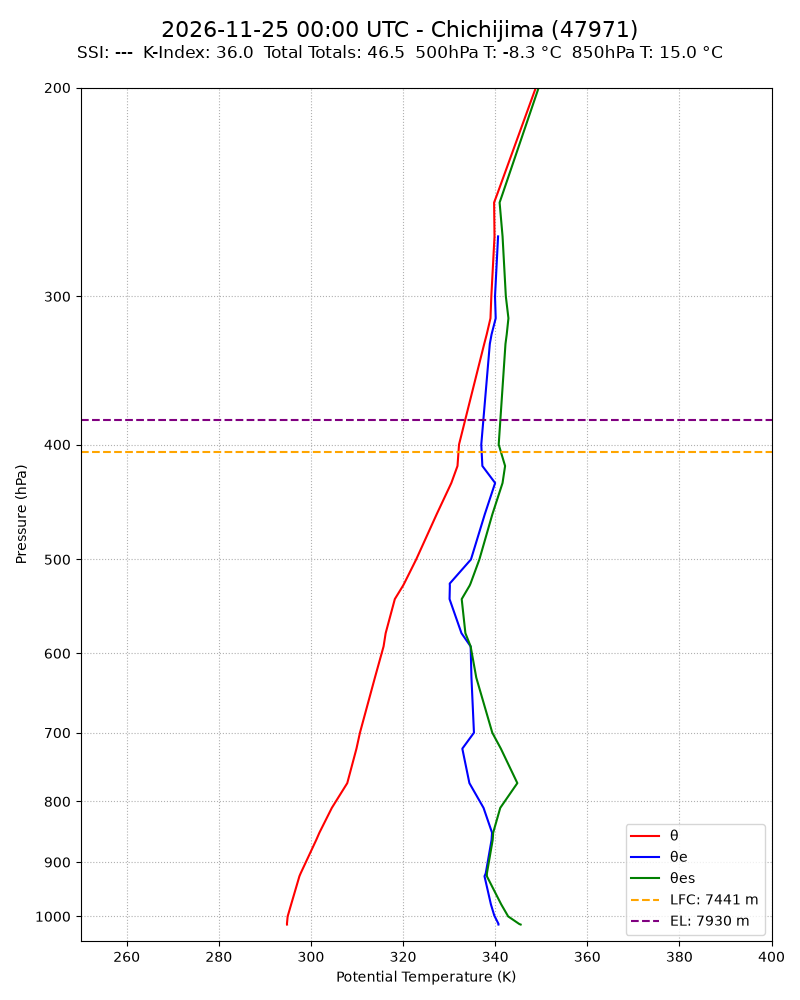 2026-11-25 00:00 UTC - Chichijima (47971)
SSI: --- K-Index: 36.0 Total Totals: 46.5 500hPa T: -8.3 °C 850hPa T: 15.0 °C
200
300
400
500
600
700
800
900
1000
Pressure (hPa)
260 280 300 320 340 360 380 400
Potential Temperature (K)
θ
θe
θes
LFC: 7441 m
EL: 7930 m